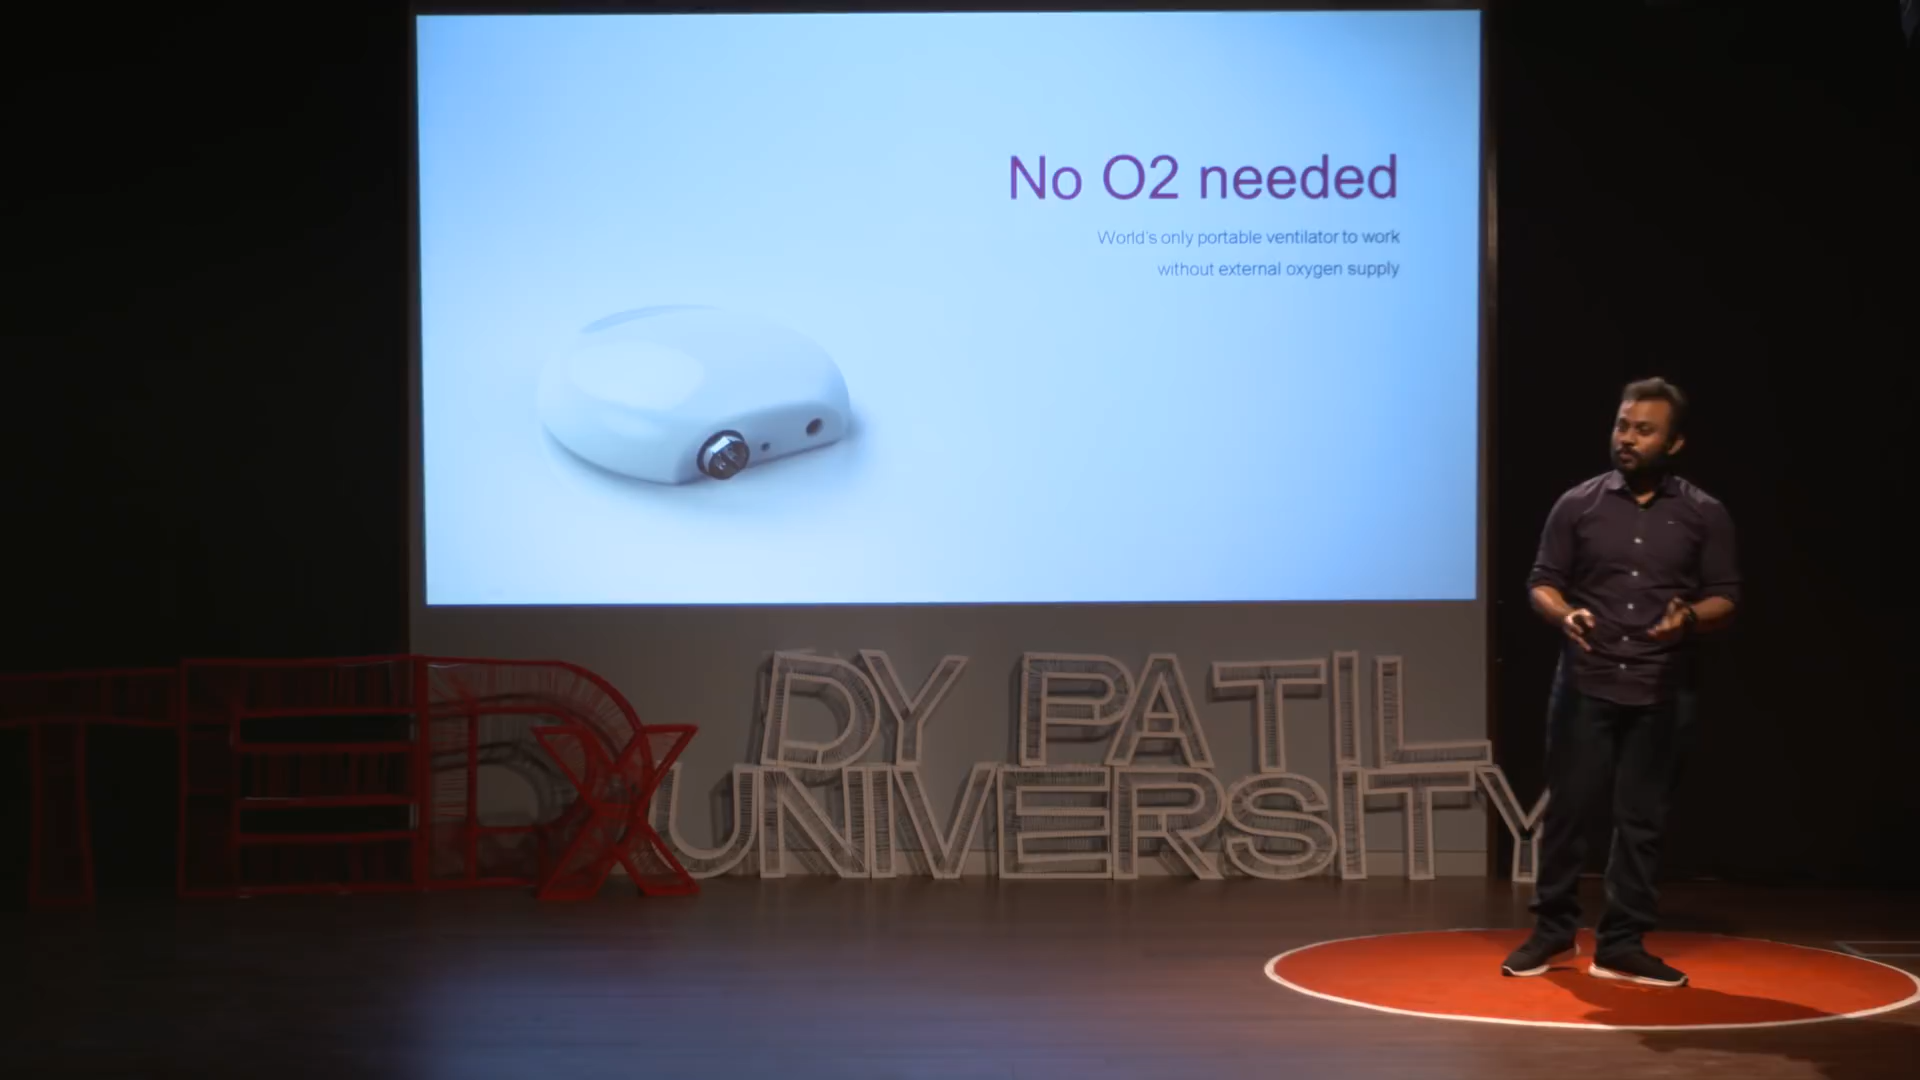 No O2 needed
World's only portable ventilator to work
without external oxygen supply
TEDx
DY PATIL
UNIVERSITY